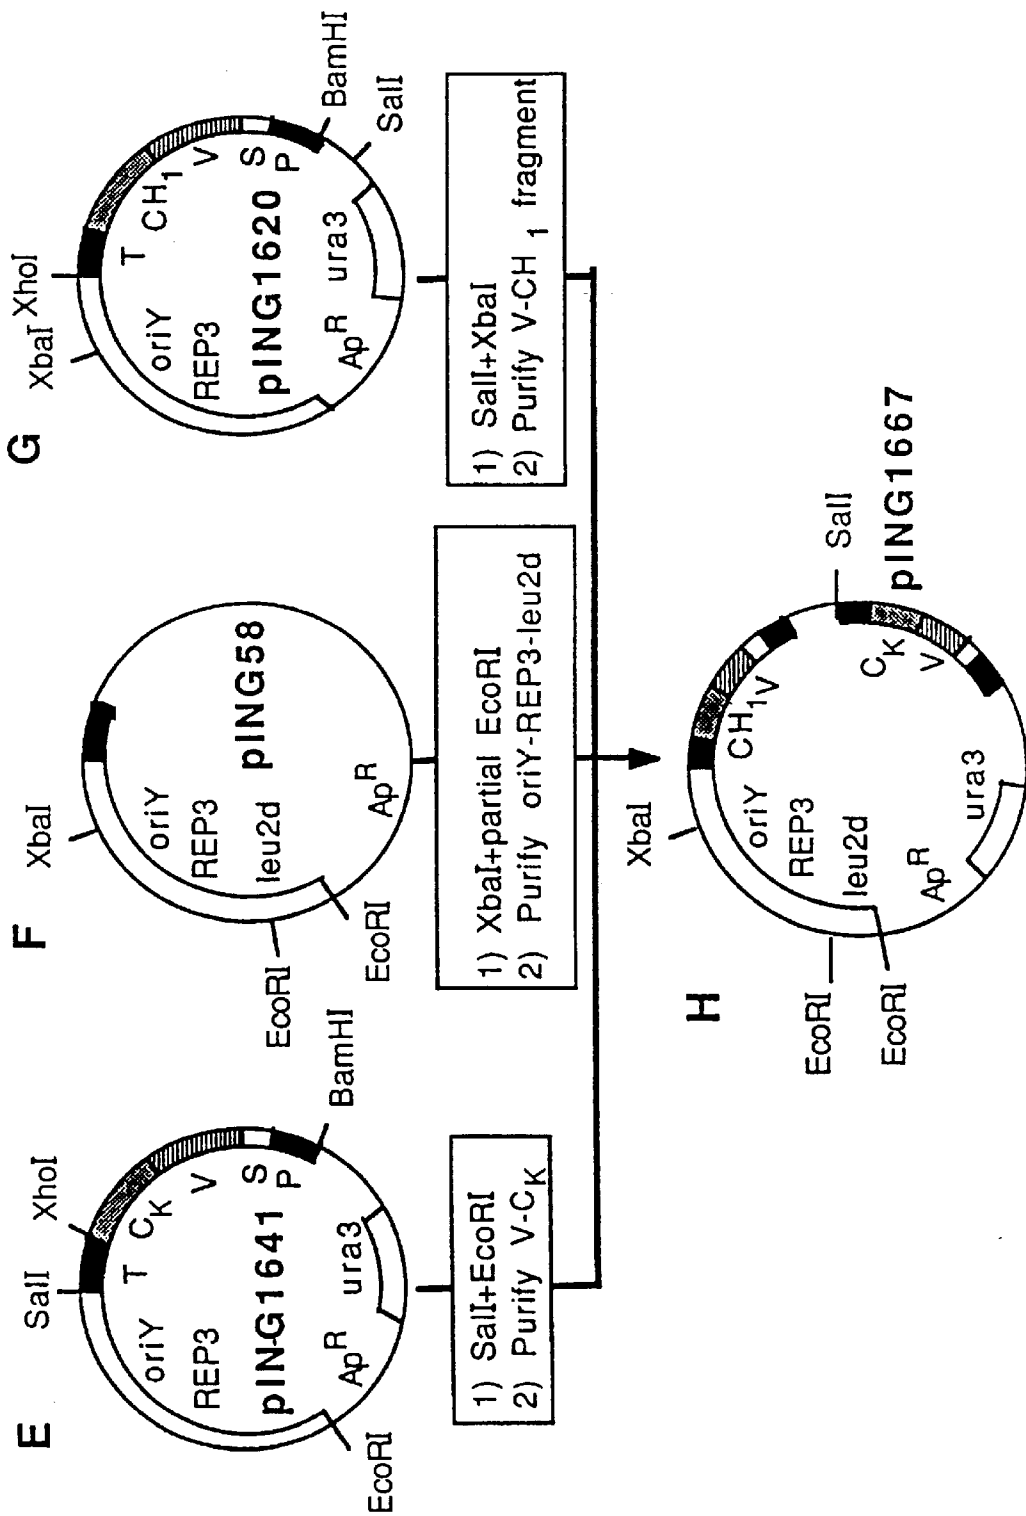 E
SalI
XhoI
oriY
T
CK
REP3
V
pING1641
S
P
ApR
ura3
BamHI
EcoRI
1) SalI+EcoRI
2) Purify V-CK
F
XbaI
oriY
REP3
leu2d
pING58
ApR
EcoRI
EcoRI
1) XbaI+partial EcoRI
2) Purify oriY-REP3-leu2d
G
XbaI
XhoI
oriY
T
CH1
REP3
V
pING1620
S
P
ApR
ura3
BamHI
SalI
1) SalI+XbaI
2) Purify V-CH1 fragment
H
XbaI
oriY
CH1V
REP3
leu2d
CK
V
ApR
ura3
SalI
pING1667
EcoRI
EcoRI